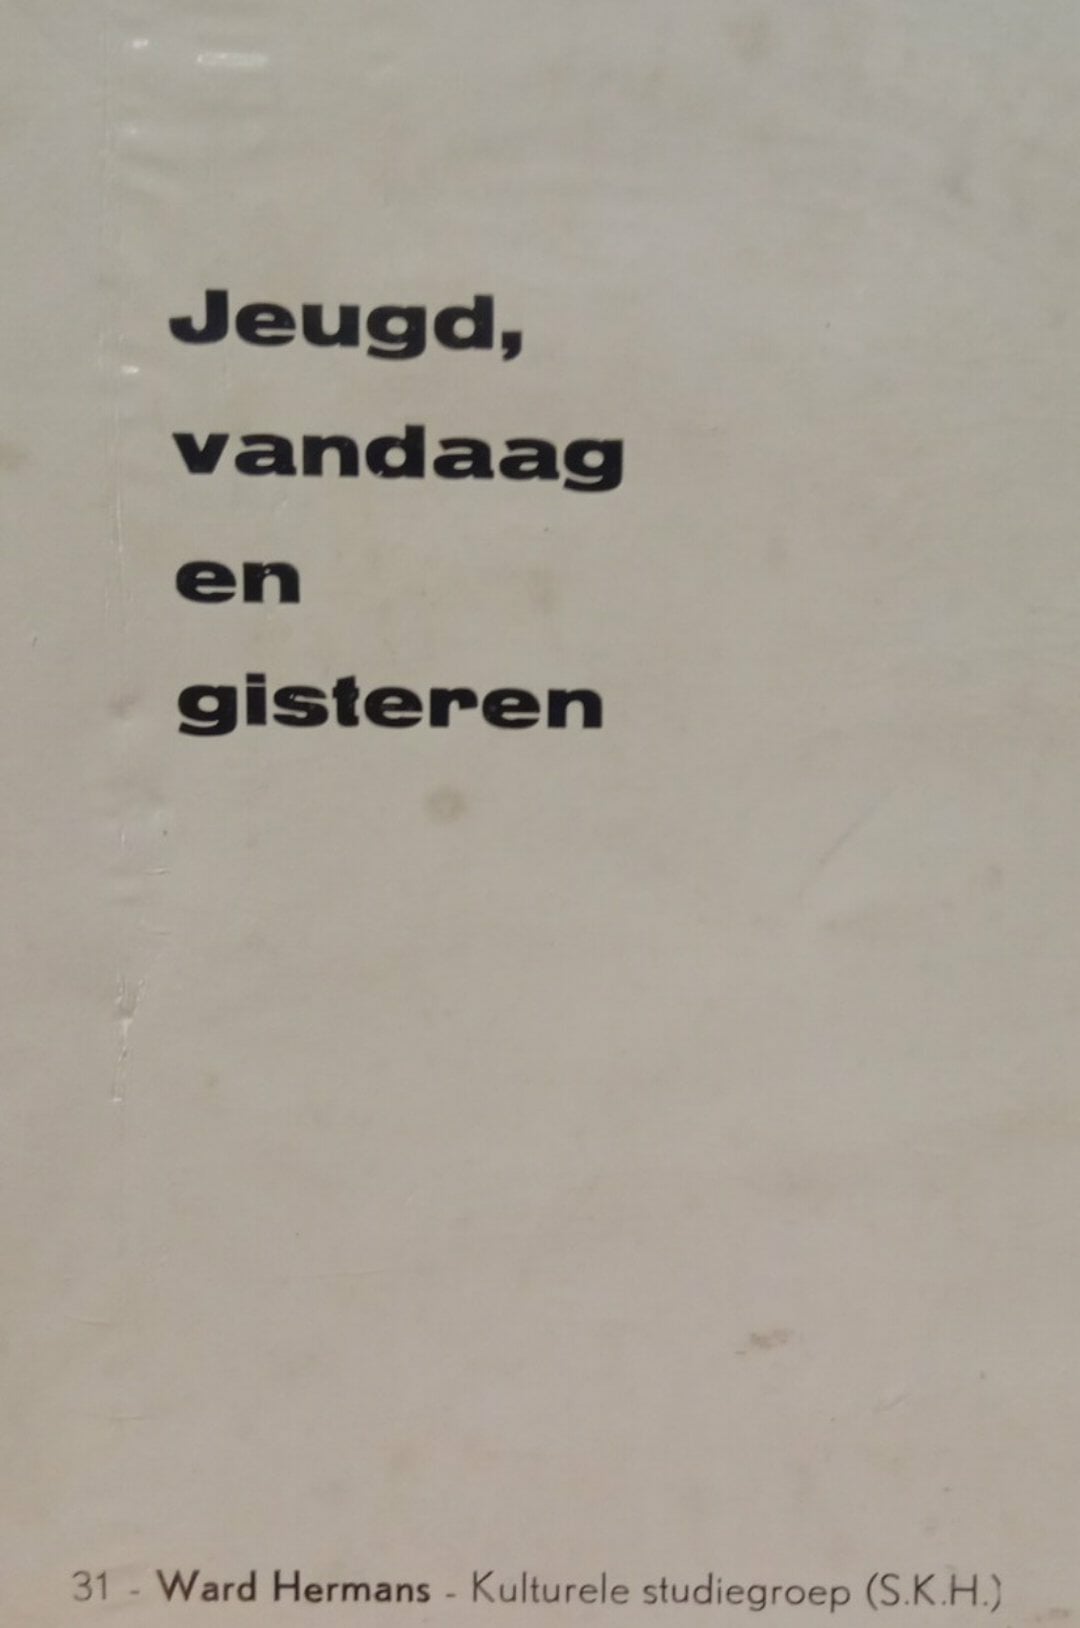 Jeugd,
vandaag
en
gisteren
31 - Ward Hermans - Kulturele studiegroep (S.K.H.)